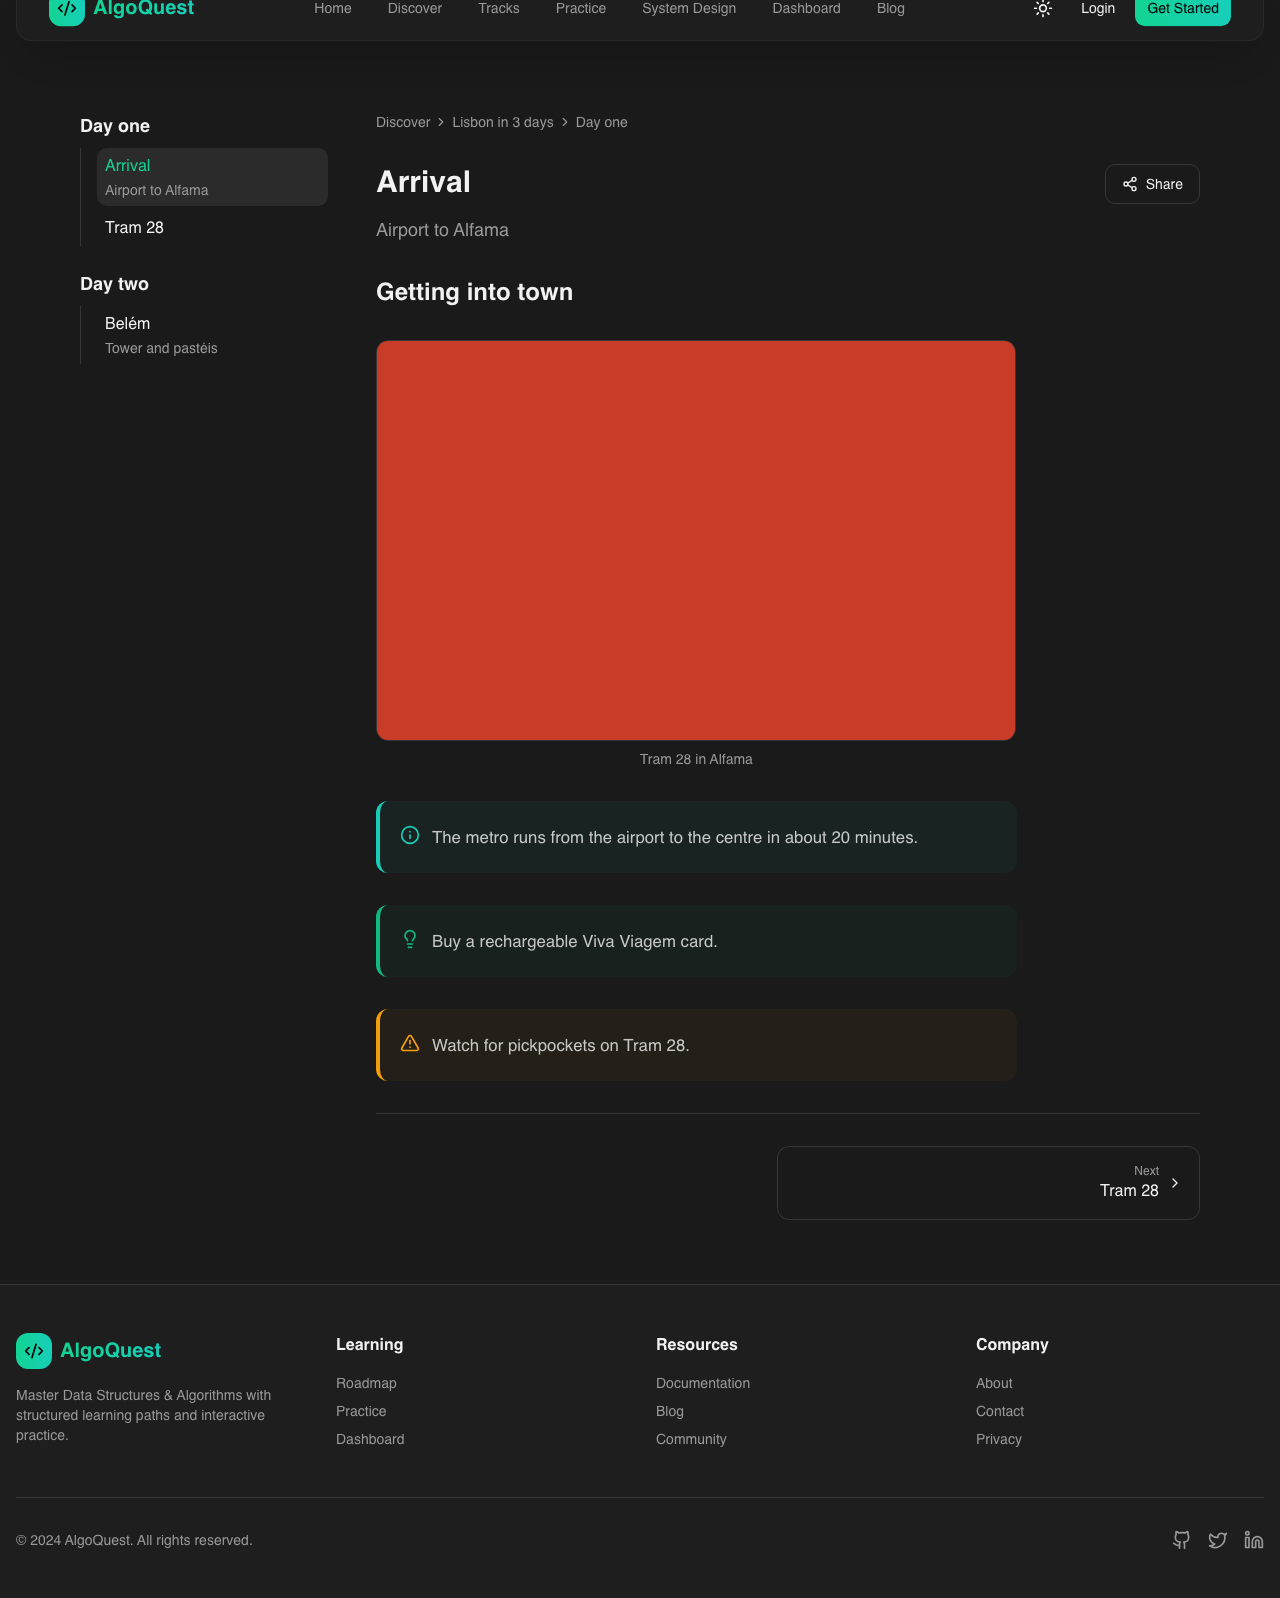 AlgoQuest
Home Discover Tracks Practice System Design Dashboard Blog
Login
Get Started
Day one
Arrival
Airport to Alfama
Tram 28
Day two
Belém
Tower and pastéis
Discover > Lisbon in 3 days > Day one
Arrival
Share
Airport to Alfama
Getting into town
Tram 28 in Alfama
The metro runs from the airport to the centre in about 20 minutes.
Buy a rechargeable Viva Viagem card.
Watch for pickpockets on Tram 28.
Next
Tram 28
AlgoQuest
Master Data Structures & Algorithms with
structured learning paths and interactive
practice.
Learning
Roadmap
Practice
Dashboard
Resources
Documentation
Blog
Community
Company
About
Contact
Privacy
© 2024 AlgoQuest. All rights reserved.